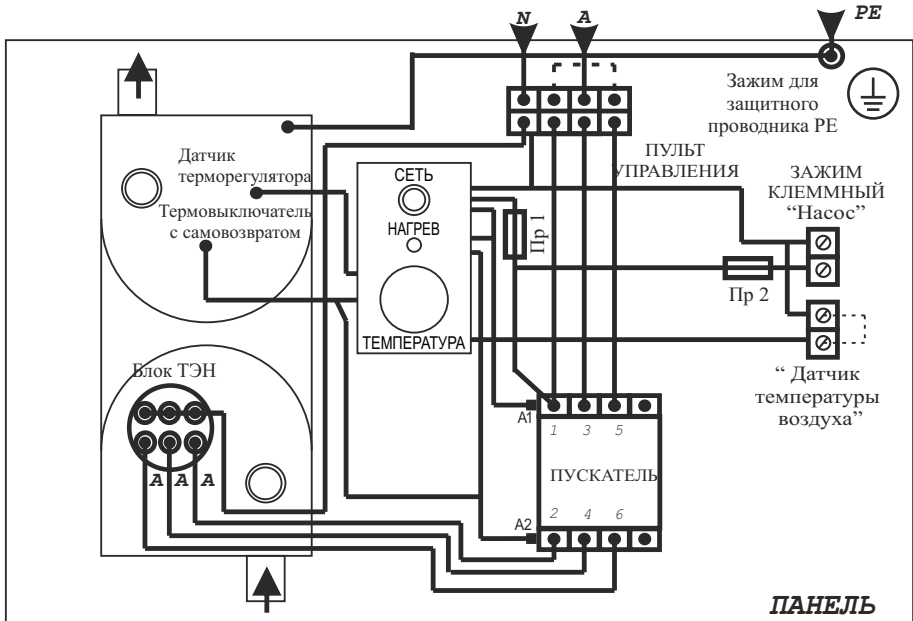 N
A
PE
Зажим для
защитного
проводника PE
Датчик
терморегулятора
Термовыключатель
с самовозвратом
СЕТЬ
НАГРЕВ
ТЕМПЕРАТУРА
Пр 1
ПУЛЬТ
УПРАВЛЕНИЯ
ЗАЖИМ
КЛЕММНЫЙ
“Насос”
Пр 2
“ Датчик
температуры
воздуха”
Блок ТЭН
A A A
A1
1 3 5
ПУСКАТЕЛЬ
A2
2 4 6
ПАНЕЛЬ